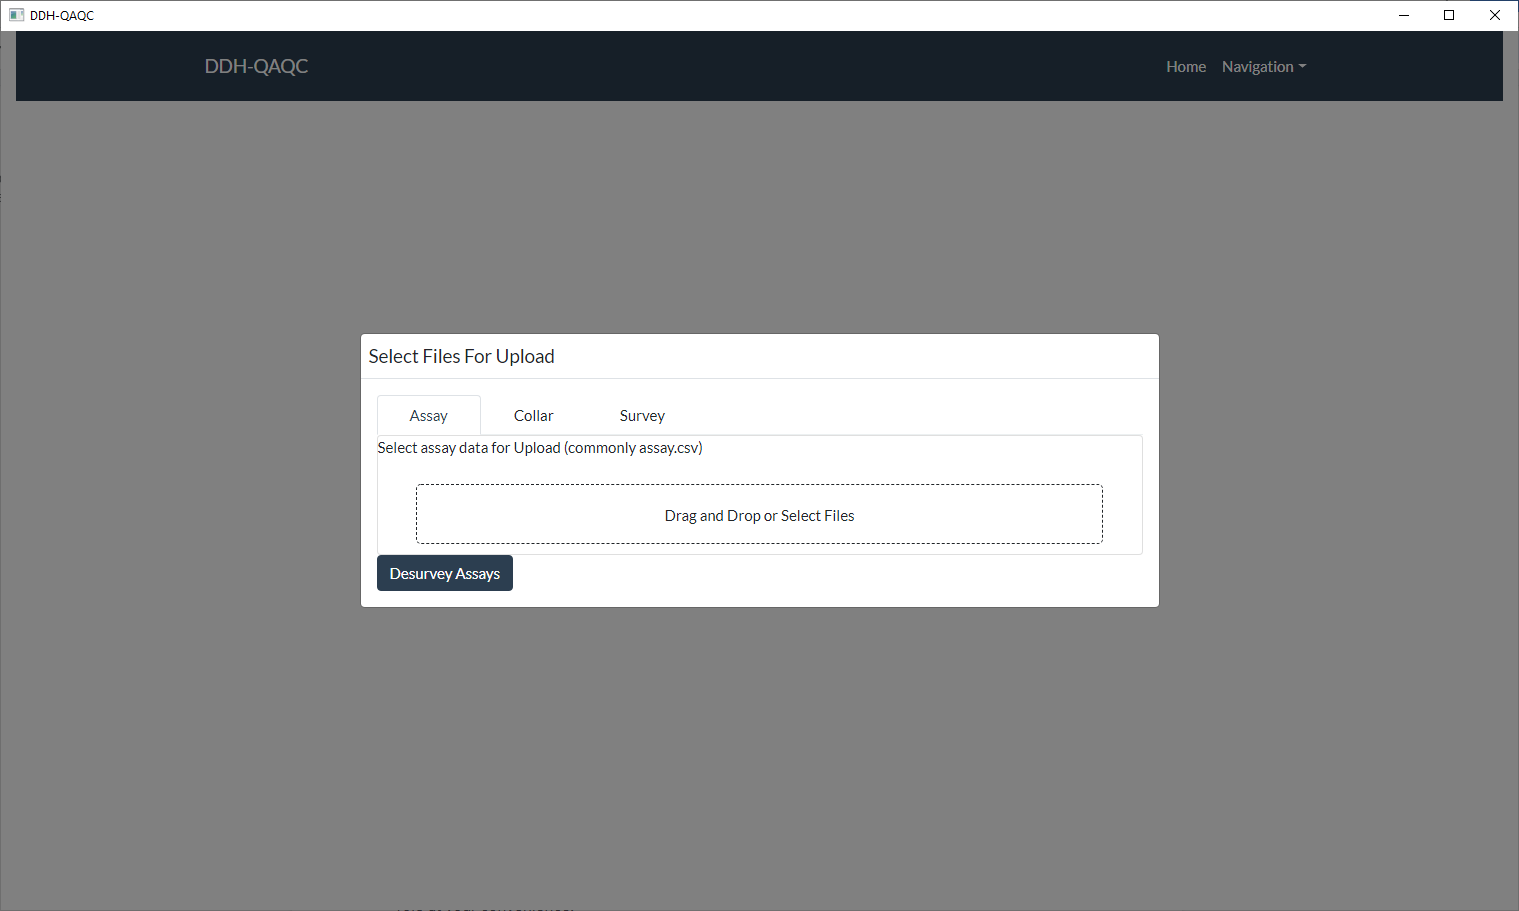 DDH-QAQC
DDH-QAQC
Home Navigation
Select Files For Upload
Assay Collar Survey
Select assay data for Upload (commonly assay.csv)
Drag and Drop or Select Files
Desurvey Assays